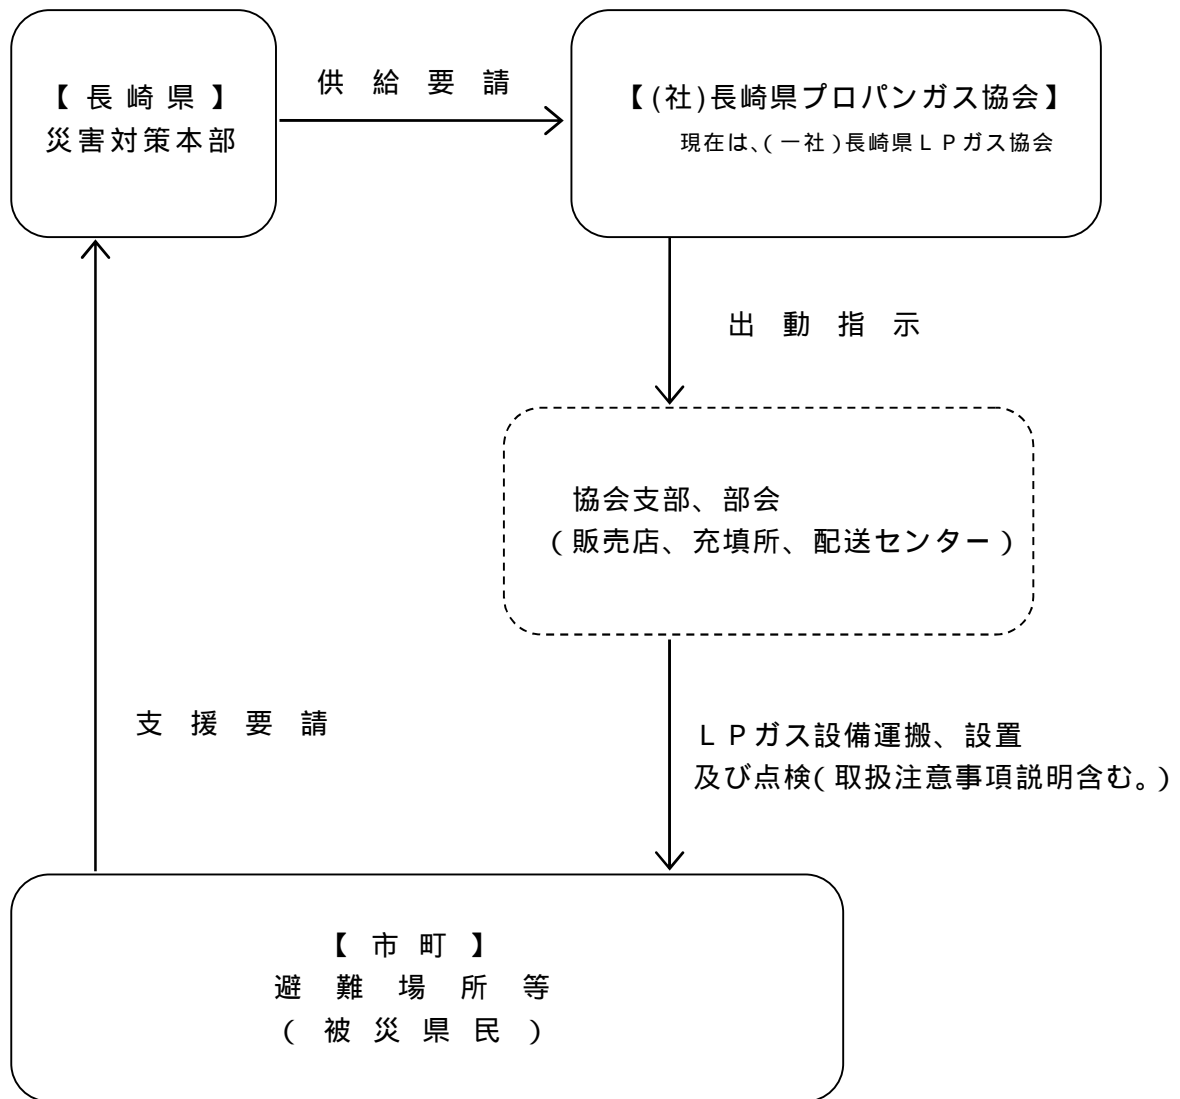 【長崎県】
災害対策本部
供給要請
【(社)長崎県プロパンガス協会】
現在は、(一社)長崎県LPガス協会
出動指示
協会支部、部会
(販売店、充填所、配送センター)
支援要請
LPガス設備運搬、設置
及び点検(取扱注意事項説明含む。)
【市町】
避難場所等
(被災県民)